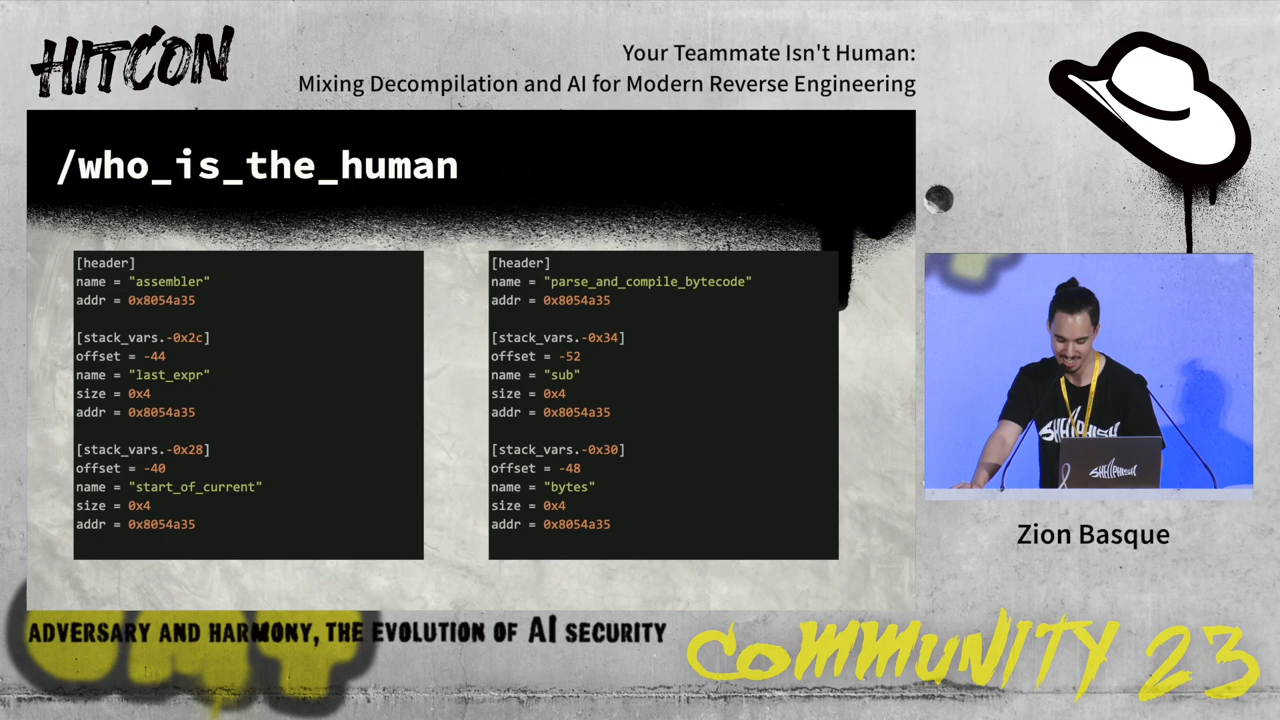 HITCON
Your Teammate Isn't Human:
Mixing Decompilation and AI for Modern Reverse Engineering
/who_is_the_human
[header]
name = "assembler"
addr = 0x8054a35
[stack_vars.-0x2c]
offset = -44
name = "last_expr"
size = 0x4
addr = 0x8054a35
[stack_vars.-0x28]
offset = -40
name = "start_of_current"
size = 0x4
addr = 0x8054a35
[header]
name = "parse_and_compile_bytecode"
addr = 0x8054a35
[stack_vars.-0x34]
offset = -52
name = "sub"
size = 0x4
addr = 0x8054a35
[stack_vars.-0x30]
offset = -48
name = "bytes"
size = 0x4
addr = 0x8054a35
SHELLPHISH
SHELLPHISH
Zion Basque
ADVERSARY AND HARMONY, THE EVOLUTION OF AI SECURITY
COMMUNITY 23